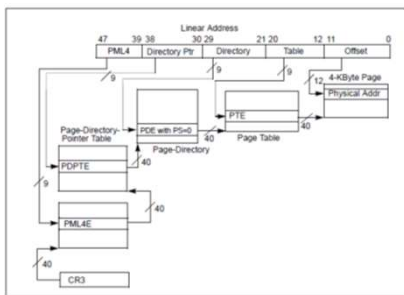 Linear Address
47 39 38 30 29 21 20 12 11 0
PML4 Directory Ptr Directory Table Offset
9 9 9
12 4-KByte Page
Physical Addr
PDE with PS=0
40
PTE
40
Page-Directory-
Pointer Table
Page-Directory
Page Table
40
PDPTE
40
9
40
PML4E
40
CR3